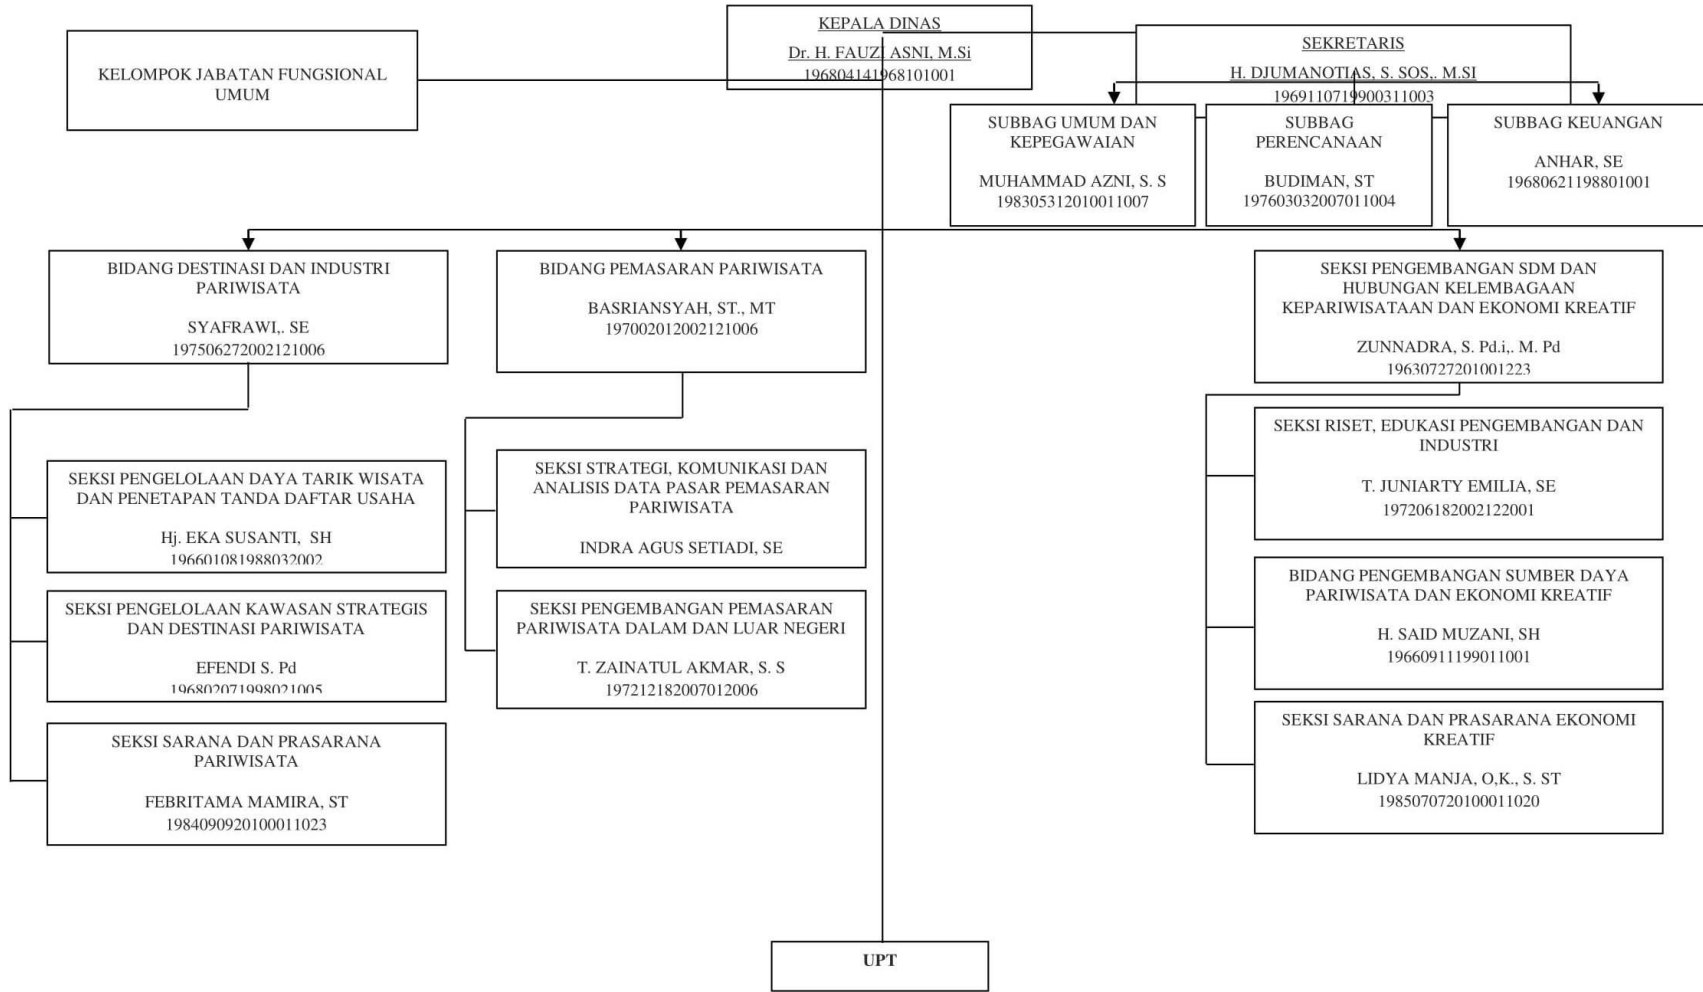 KEPALA DINAS
Dr. H. FAUZI ASNI, M.Si
196804141968101001
SEKRETARIS
H. DJUMANOTIAS, S. SOS,. M.SI
1969110719900311003
KELOMPOK JABATAN FUNGSIONAL
UMUM
SUBBAG UMUM DAN
KEPEGAWAIAN
MUHAMMAD AZNI, S. S
198305312010011007
SUBBAG
PERENCANAAN
BUDIMAN, ST
197603032007011004
SUBBAG KEUANGAN
ANHAR, SE
19680621198801001
BIDANG DESTINASI DAN INDUSTRI
PARIWISATA
SYAFRAWI,. SE
197506272002121006
BIDANG PEMASARAN PARIWISATA
BASRIANSYAH, ST., MT
197002012002121006
SEKSI PENGEMBANGAN SDM DAN
HUBUNGAN KELEMBAGAAN
KEPARIWISATAAN DAN EKONOMI KREATIF
ZUNNADRA, S. Pd.i,. M. Pd
19630727201001223
SEKSI PENGELOLAAN DAYA TARIK WISATA
DAN PENETAPAN TANDA DAFTAR USAHA
Hj. EKA SUSANTI,  SH
196601081988032002
SEKSI PENGELOLAAN KAWASAN STRATEGIS
DAN DESTINASI PARIWISATA
EFENDI S. Pd
196802071998021005
SEKSI SARANA DAN PRASARANA
PARIWISATA
FEBRITAMA MAMIRA, ST
1984090920100011023
SEKSI STRATEGI, KOMUNIKASI DAN
ANALISIS DATA PASAR PEMASARAN
PARIWISATA
INDRA AGUS SETIADI, SE
SEKSI PENGEMBANGAN PEMASARAN
PARIWISATA DALAM DAN LUAR NEGERI
T. ZAINATUL AKMAR, S. S
197212182007012006
SEKSI RISET, EDUKASI PENGEMBANGAN DAN
INDUSTRI
T. JUNIARTY EMILIA, SE
197206182002122001
BIDANG PENGEMBANGAN SUMBER DAYA
PARIWISATA DAN EKONOMI KREATIF
H. SAID MUZANI, SH
19660911199011001
SEKSI SARANA DAN PRASARANA EKONOMI
KREATIF
LIDYA MANJA, O,K., S. ST
1985070720100011020
UPT